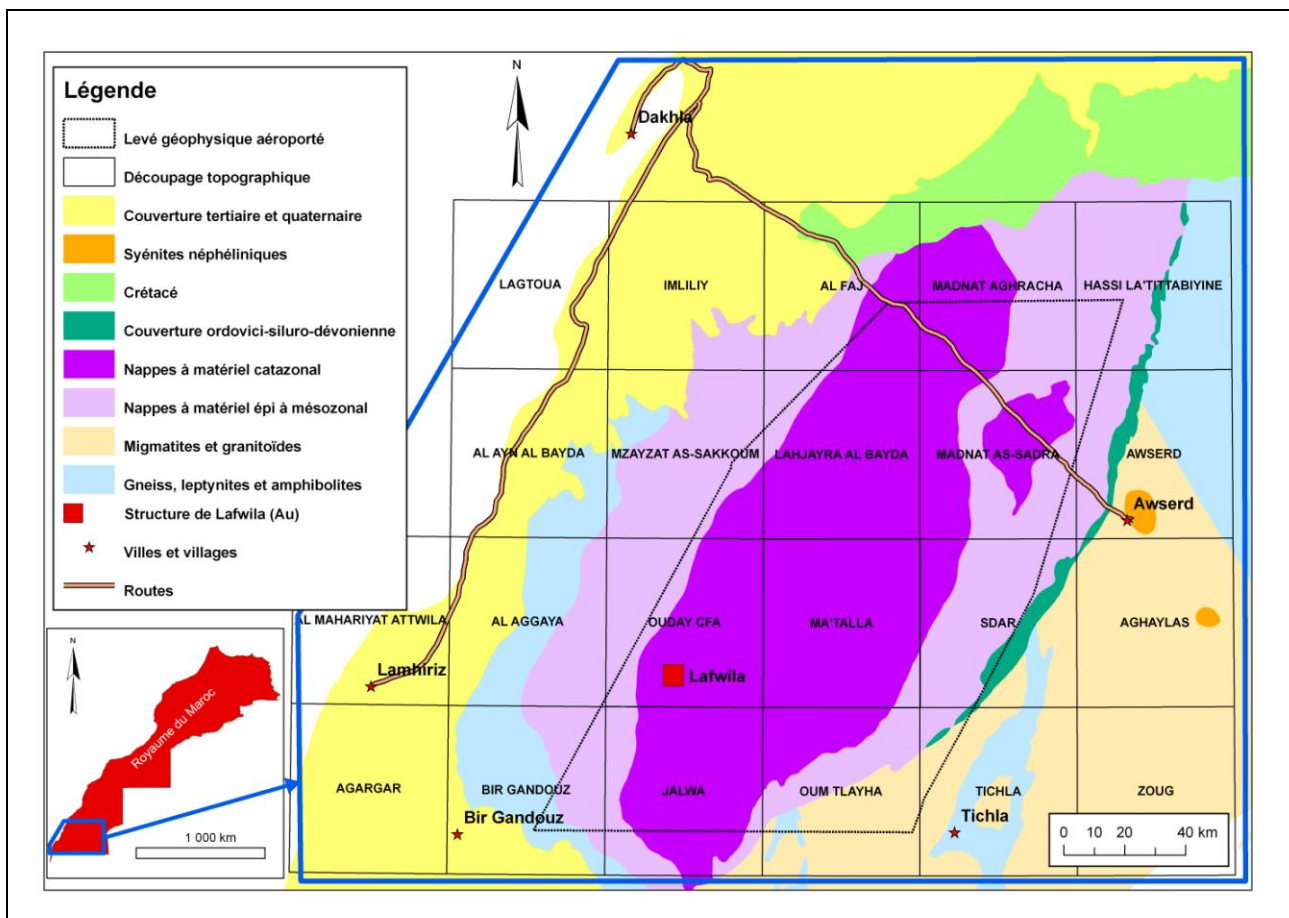 Légende
Levé géophysique aéroporté
Découpage topographique
Couverture tertiaire et quaternaire
Syénites néphéliniques
Crétacé
Couverture ordovici-siluro-dévonienne
Nappes à matériel catazonal
Nappes à matériel épi à mésozonal
Migmatites et granitoïdes
Gneiss, leptynites et amphibolites
Structure de Lafwila (Au)
Villes et villages
Routes
N
Dakhla
LAGTOUA
IMLILIY
AL FAJ
MADNAT AGHRACHA
HASSI LA'TITTABIYINE
AL AYN AL BAYDA
MZAYZAT AS-SAKKOUM
LAHJAYRA AL BAYDA
MADNAT AS-SADRA
AWSERD
Awserd
AL MAHARIYAT ATTWILA
AL AGGAYA
OUDAY CFA
MA'TALLA
SDAR
AGHAYLAS
Lamhiriz
Lafwila
AGARGAR
BIR GANDOUZ
JALWA
OUM TLAYHA
TICHLA
ZOUG
Bir Gandouz
Tichla
0 10 20 40 km
N
Royaume du Maroc
1 000 km